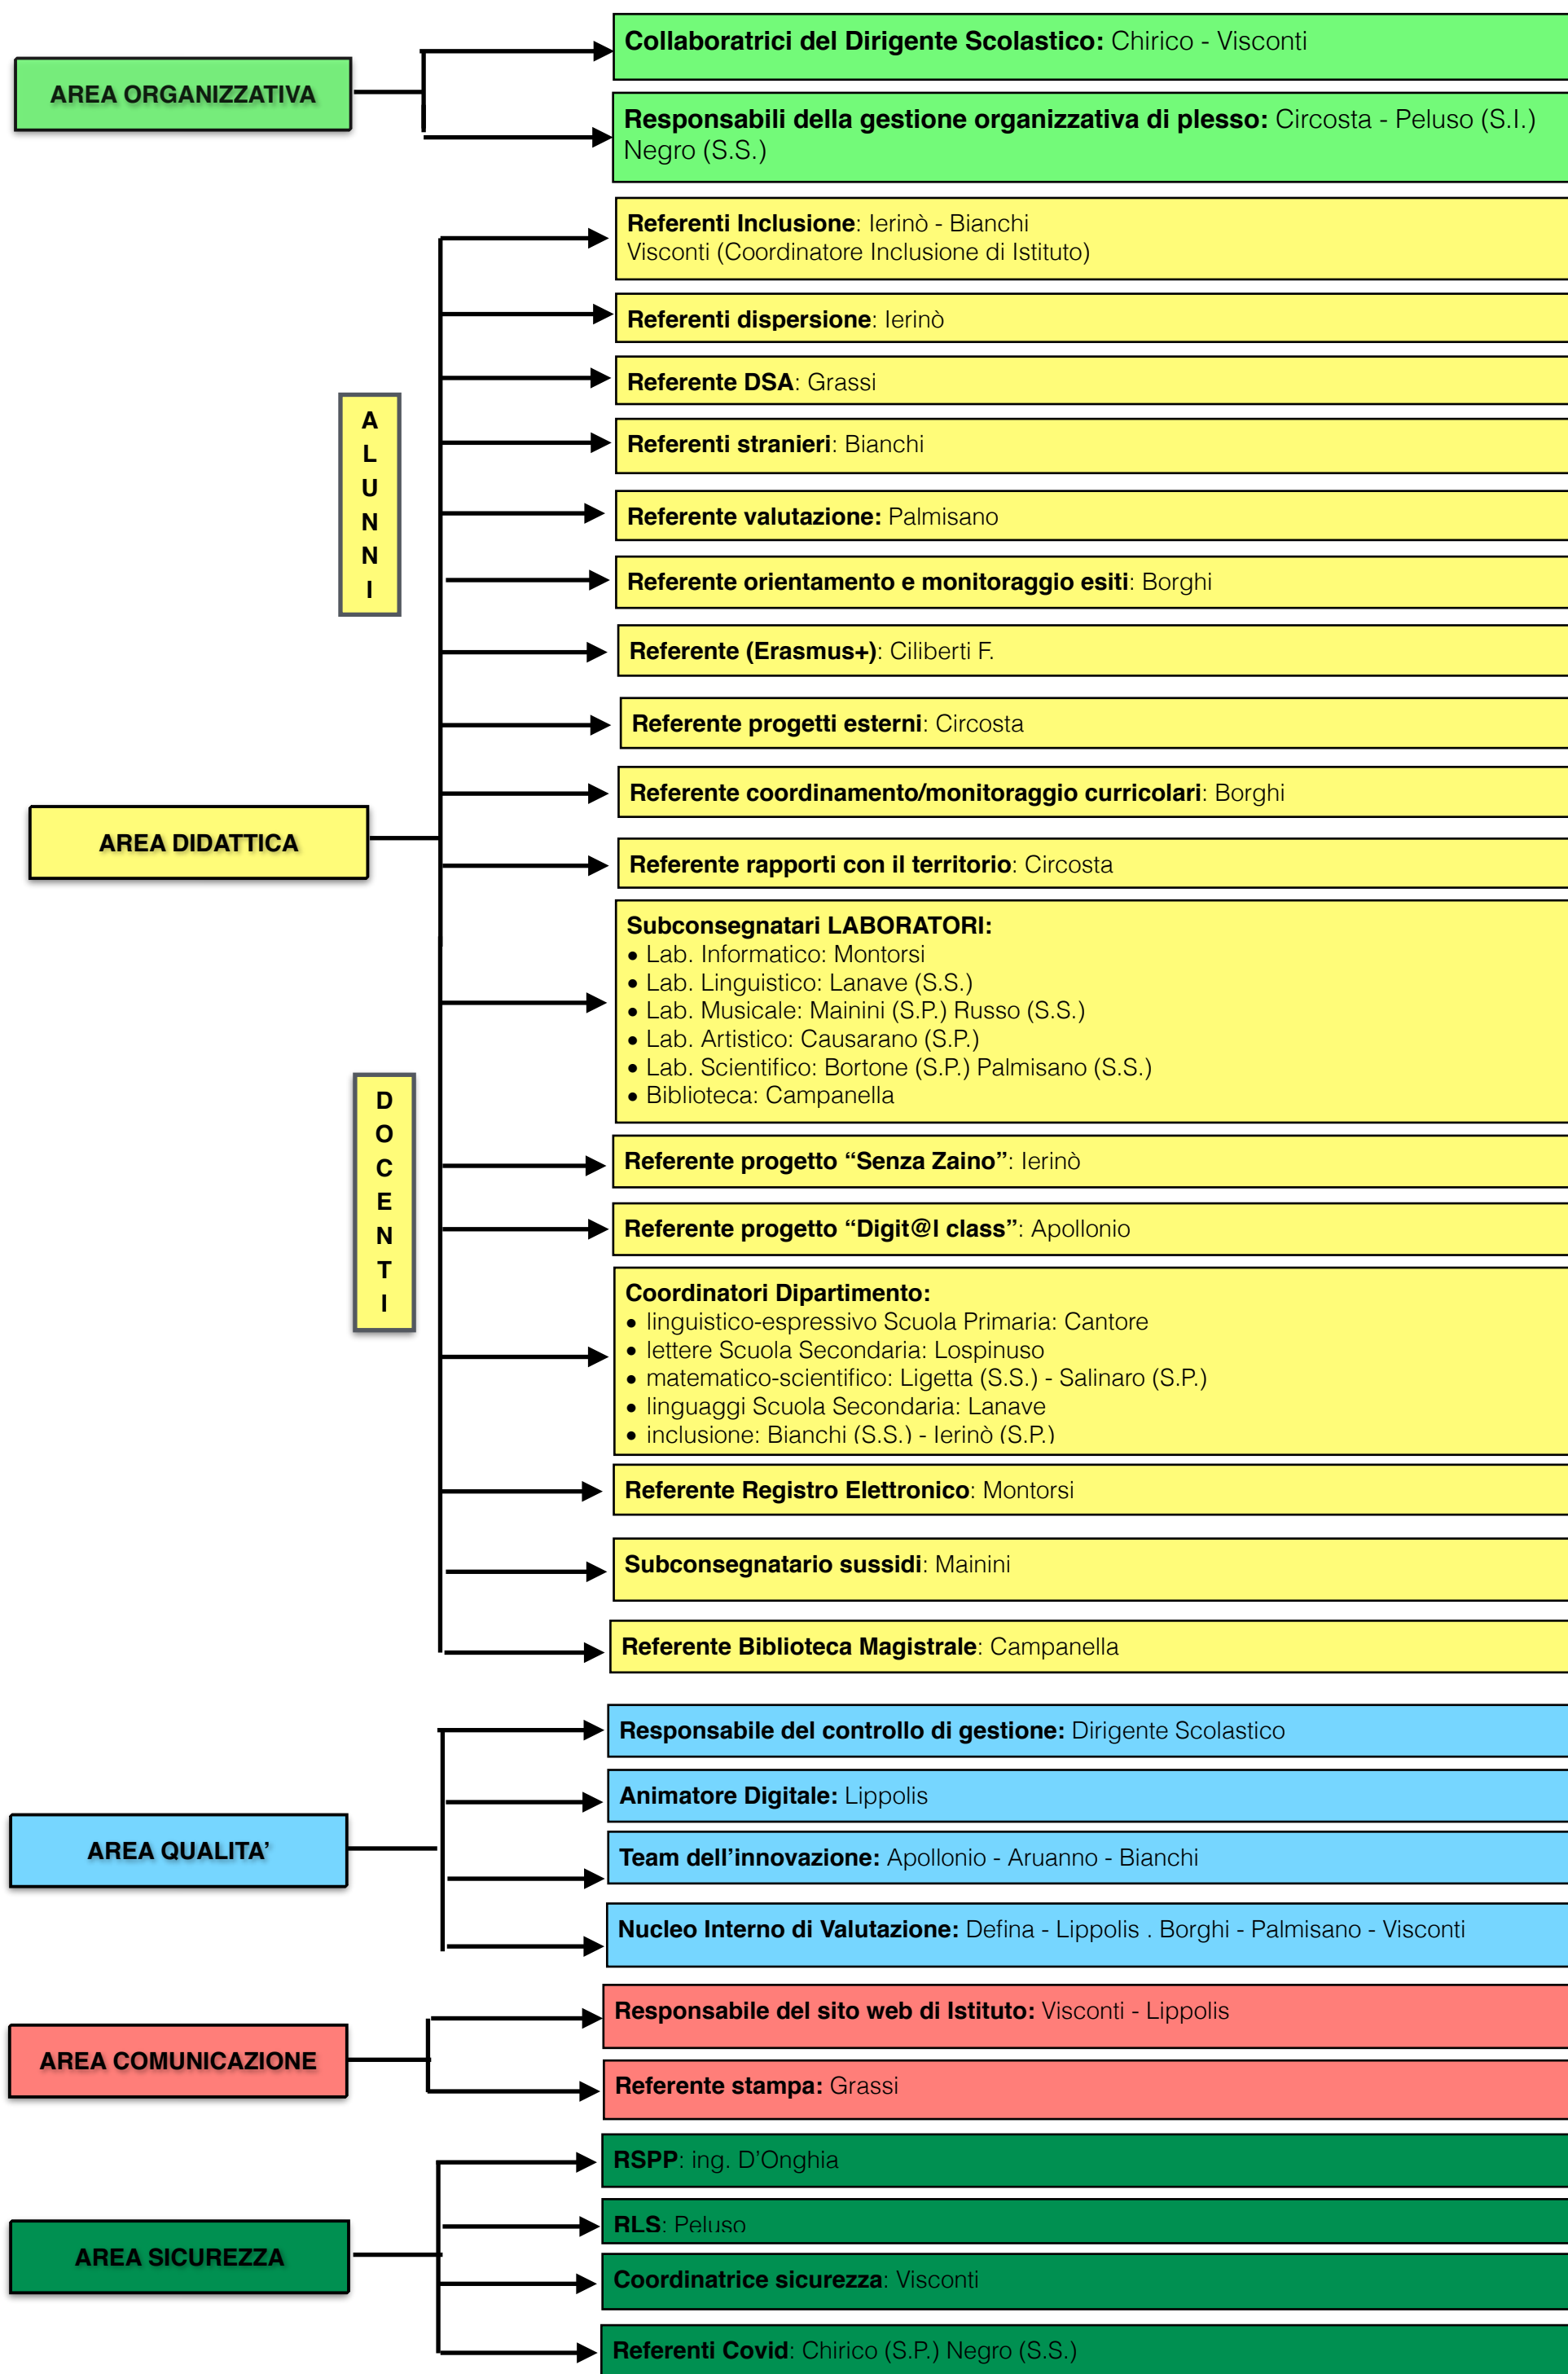 AREA ORGANIZZATIVA
Collaboratrici del Dirigente Scolastico: Chirico - Visconti
Responsabili della gestione organizzativa di plesso: Circosta - Peluso (S.I.)
Negro (S.S.)
ALUNNI
AREA DIDATTICA
DOCENTI
Referenti Inclusione: Ierinò - Bianchi
Visconti (Coordinatore Inclusione di Istituto)
Referenti dispersione: Ierinò
Referente DSA: Grassi
Referenti stranieri: Bianchi
Referente valutazione: Palmisano
Referente orientamento e monitoraggio esiti: Borghi
Referente (Erasmus+): Ciliberti F.
Referente progetti esterni: Circosta
Referente coordinamento/monitoraggio curricolari: Borghi
Referente rapporti con il territorio: Circosta
Subconsegnatari LABORATORI:
• Lab. Informatico: Montorsi
• Lab. Linguistico: Lanave (S.S.)
• Lab. Musicale: Mainini (S.P.) Russo (S.S.)
• Lab. Artistico: Causarano (S.P.)
• Lab. Scientifico: Bortone (S.P.) Palmisano (S.S.)
• Biblioteca: Campanella
Referente progetto “Senza Zaino”: Ierinò
Referente progetto “Digit@l class”: Apollonio
Coordinatori Dipartimento:
• linguistico-espressivo Scuola Primaria: Cantore
• lettere Scuola Secondaria: Lospinuso
• matematico-scientifico: Ligetta (S.S.) - Salinaro (S.P.)
• linguaggi Scuola Secondaria: Lanave
• inclusione: Bianchi (S.S.) - Ierinò (S.P.)
Referente Registro Elettronico: Montorsi
Subconsegnatario sussidi: Mainini
Referente Biblioteca Magistrale: Campanella
AREA QUALITA’
Responsabile del controllo di gestione: Dirigente Scolastico
Animatore Digitale: Lippolis
Team dell’innovazione: Apollonio - Aruanno - Bianchi
Nucleo Interno di Valutazione: Defina - Lippolis . Borghi - Palmisano - Visconti
AREA COMUNICAZIONE
Responsabile del sito web di Istituto: Visconti - Lippolis
Referente stampa: Grassi
AREA SICUREZZA
RSPP: ing. D’Onghia
RLS: Peluso
Coordinatrice sicurezza: Visconti
Referenti Covid: Chirico (S.P.) Negro (S.S.)